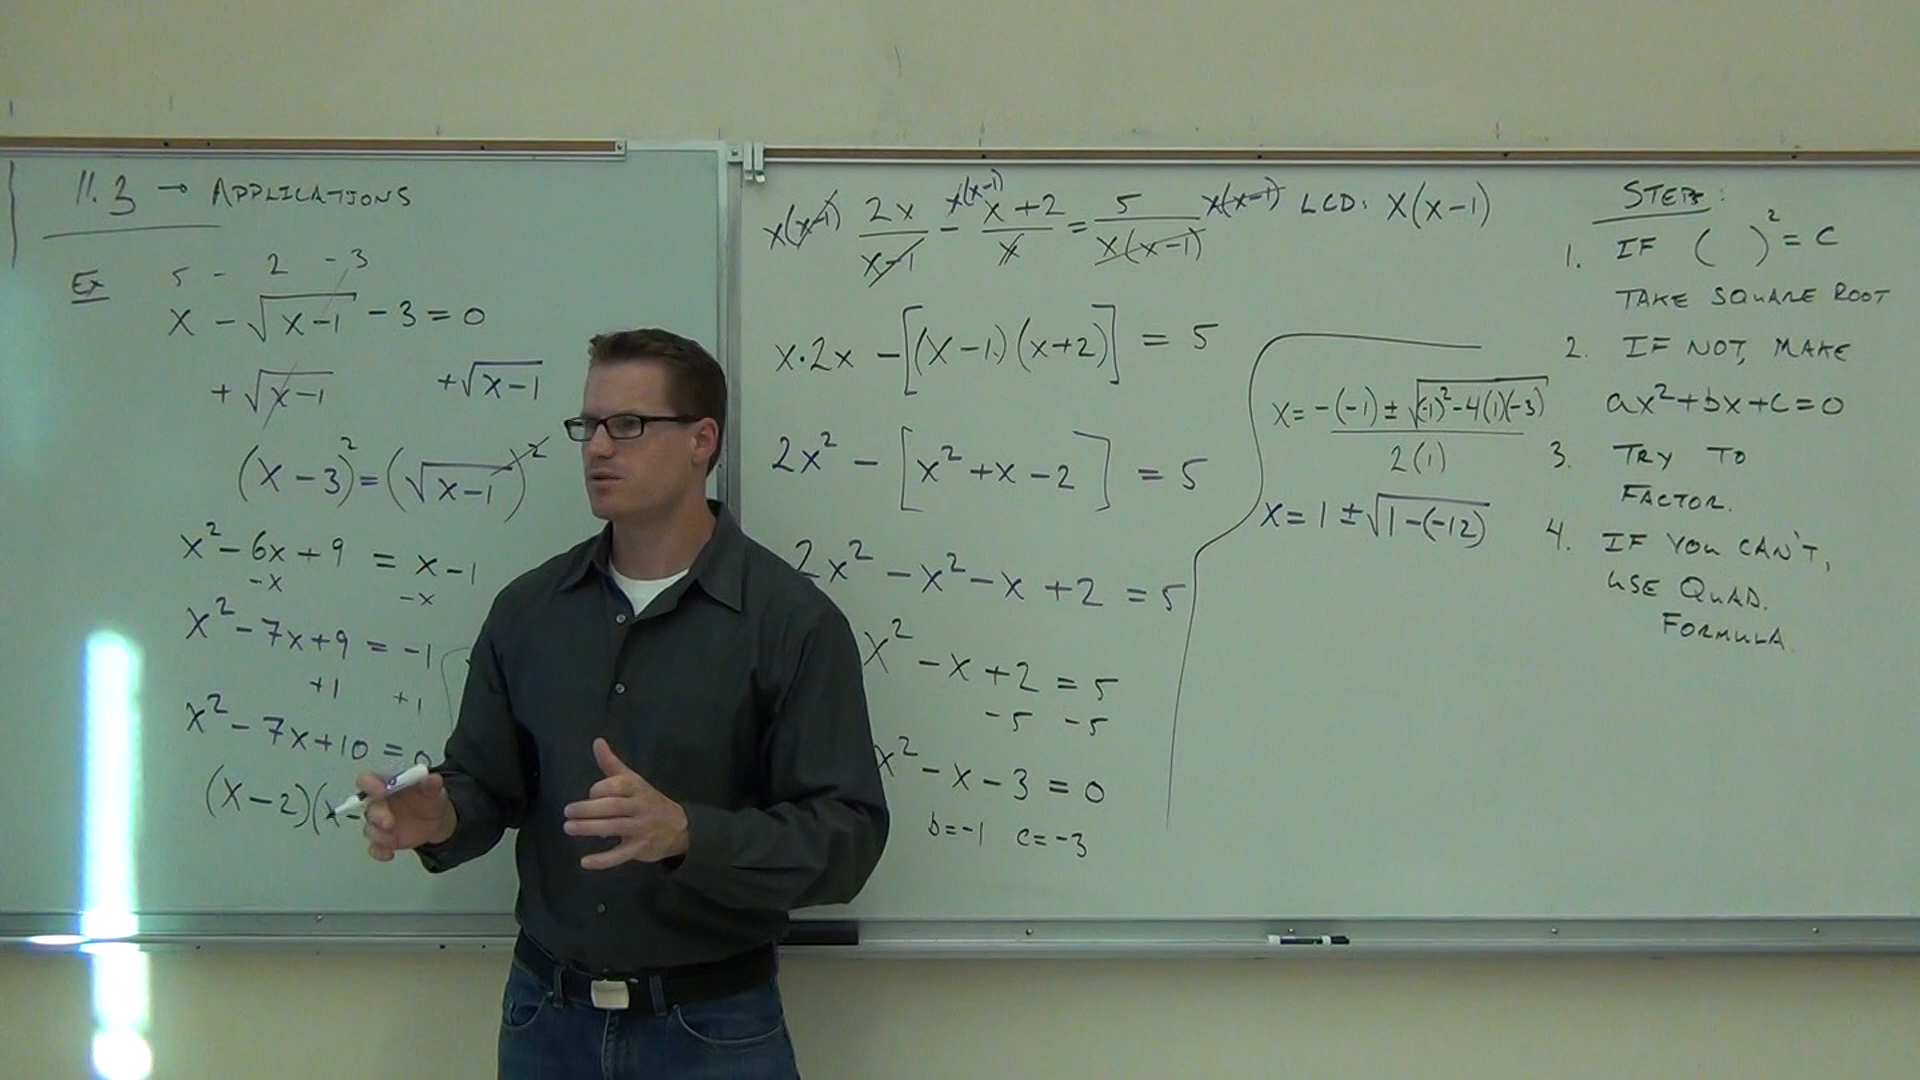 11.3 → APPLICATIONS
Ex
5 - 2 - 3
x - √(x-1) - 3 = 0
+ √(x-1) + √(x-1)
(x - 3)² = (√(x-1))²
x² - 6x + 9 = x - 1
-x -x
x² - 7x + 9 = -1
+1 +1
x² - 7x + 10 = 0
(x - 2)(x -
x(x-1) 2x/(x-1) - x(x-1) (x+2)/x = 5/(x(x-1)) x(x-1) LCD: x(x-1)
x·2x - [(x-1)(x+2)] = 5
2x² - [x² + x - 2] = 5
2x² - x² - x + 2 = 5
x² - x + 2 = 5
-5 -5
x² - x - 3 = 0
b=-1 c=-3
x = (-(-1) ± √((-1)² - 4(1)(-3)))/(2(1))
x = 1 ± √(1-(-12))
STEPS:
1. IF ( )² = C
TAKE SQUARE ROOT
2. IF NOT, MAKE
ax² + bx + c = 0
3. TRY TO
FACTOR.
4. IF YOU CAN'T,
USE QUAD.
FORMULA.